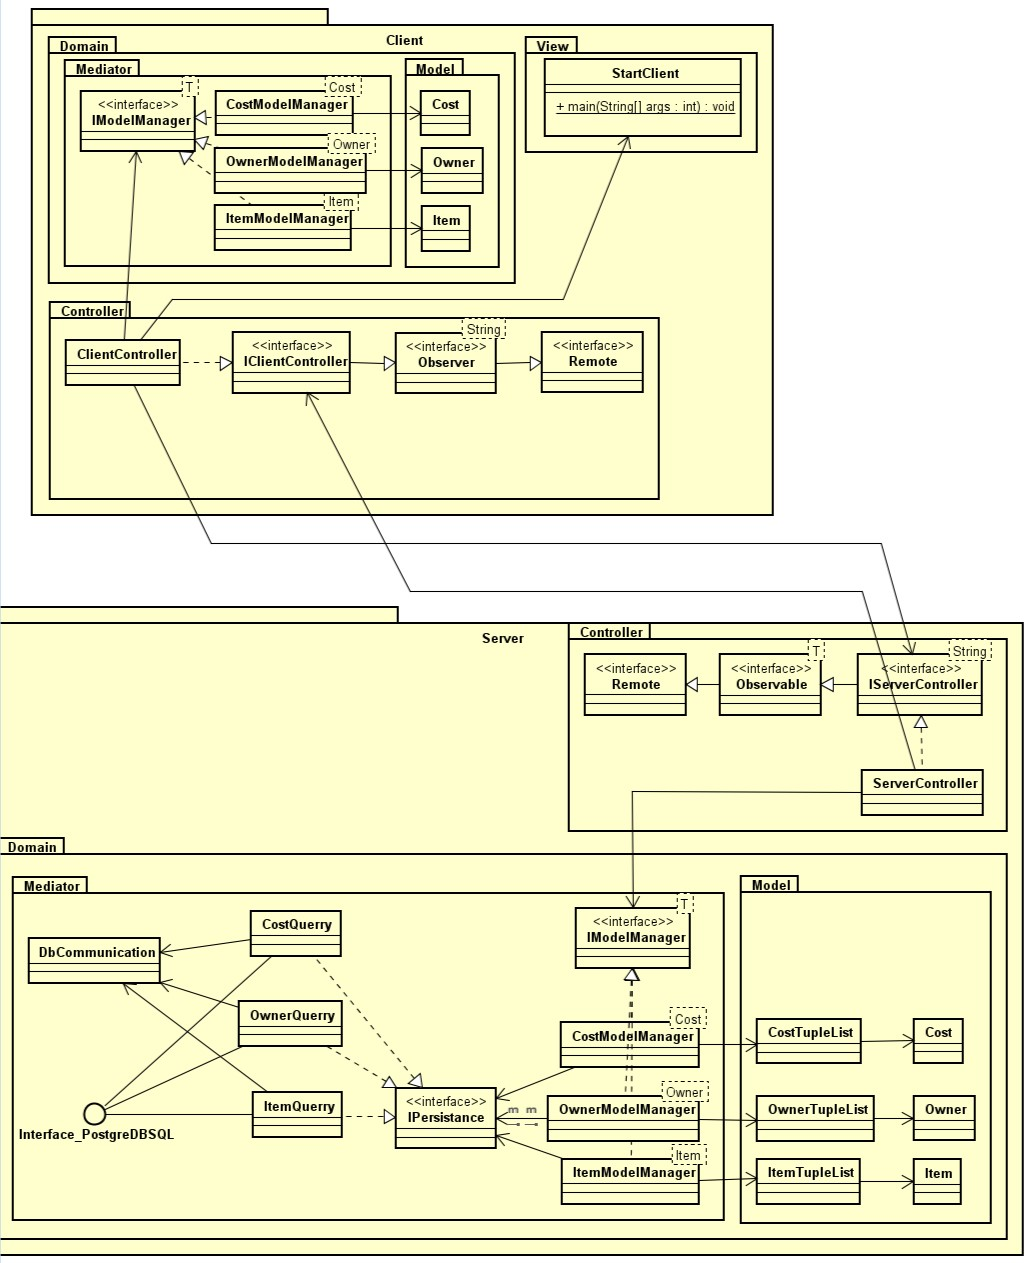 Client
Domain
View
Mediator
Model
T
<<interface>>
IModelManager
Cost
CostModelManager
Cost
StartClient
+ main(String[] args : int) : void
Owner
OwnerModelManager
Owner
Item
ItemModelManager
Item
Controller
ClientController
<<interface>>
IClientController
String
<<interface>>
Observer
<<interface>>
Remote
Server
Controller
<<interface>>
Remote
T
<<interface>>
Observable
String
<<interface>>
IServerController
ServerController
Domain
Mediator
Model
DbCommunication
CostQuerry
T
<<interface>>
IModelManager
OwnerQuerry
Cost
CostModelManager
CostTupleList
Cost
ItemQuerry
<<interface>>
IPersistance
Owner
OwnerModelManager
OwnerTupleList
Owner
Interface_PostgreDBSQL
Item
ItemModelManager
ItemTupleList
Item